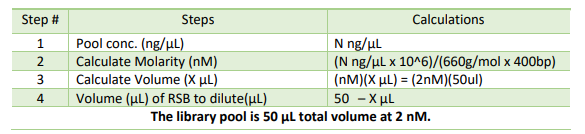 Step # Steps Calculations
1 Pool conc. (ng/µL) N ng/µL
2 Calculate Molarity (nM) (N ng/µL x 10^6)/(660g/mol x 400bp)
3 Calculate Volume (X µL) (nM)(X µL) = (2nM)(50ul)
4 Volume (µL) of RSB to dilute(µL) 50 – X µL
The library pool is 50 µL total volume at 2 nM.